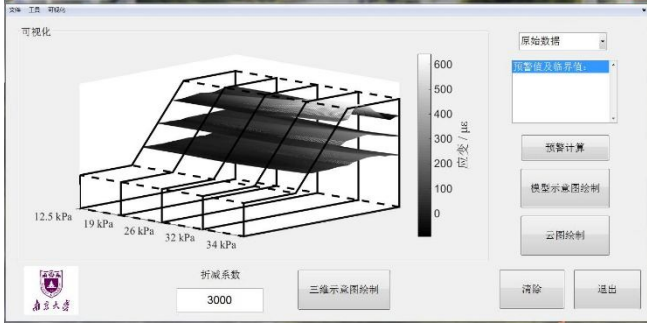 文件 工具 可视化
可视化
原始数据
预警值及临界值:
600
500
400
300
200
100
0
应变 / με
12.5 kPa
19 kPa
26 kPa
32 kPa
34 kPa
预警计算
模型示意图绘制
云图绘制
南京大学
折减系数
3000
三维示意图绘制
清除
退出